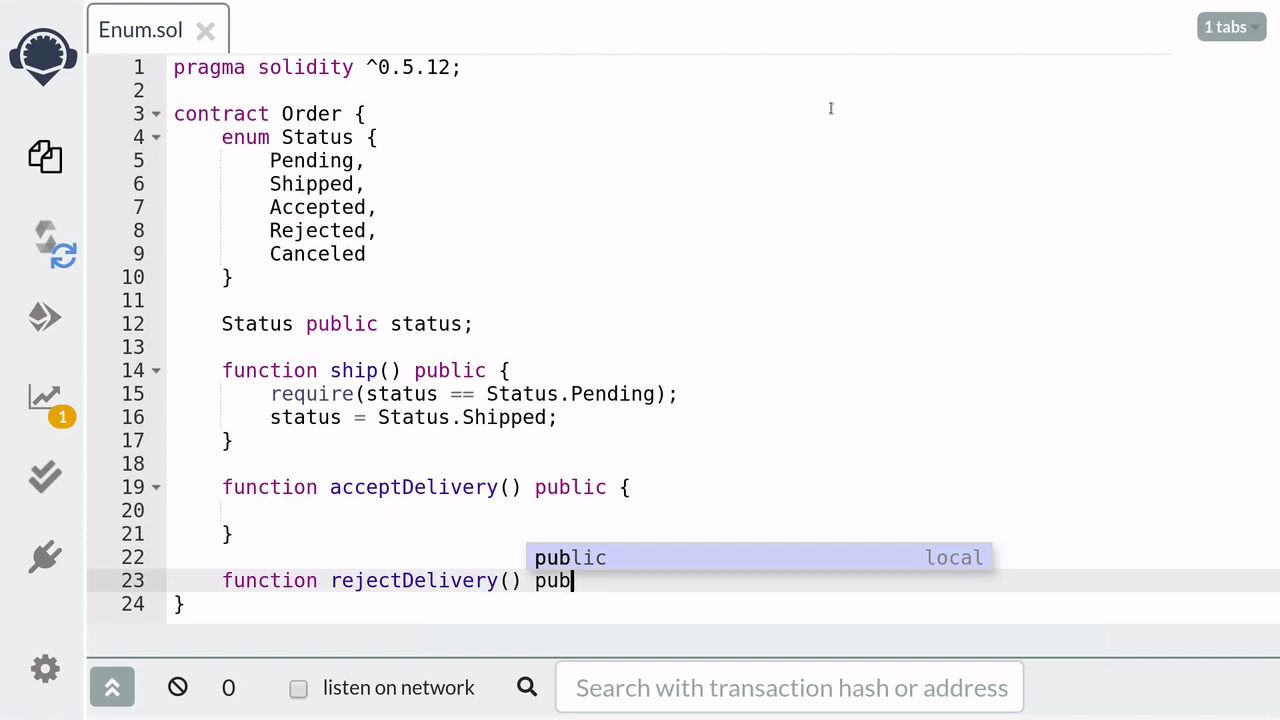 Enum.sol
1 tabs
1 pragma solidity ^0.5.12;
2
3 contract Order {
4     enum Status {
5         Pending,
6         Shipped,
7         Accepted,
8         Rejected,
9         Canceled
10     }
11
12     Status public status;
13
14     function ship() public {
15         require(status == Status.Pending);
16         status = Status.Shipped;
17     }
18
19     function acceptDelivery() public {
20
21     }
22
public local
23     function rejectDelivery() pub
24 }
1
0 listen on network Search with transaction hash or address